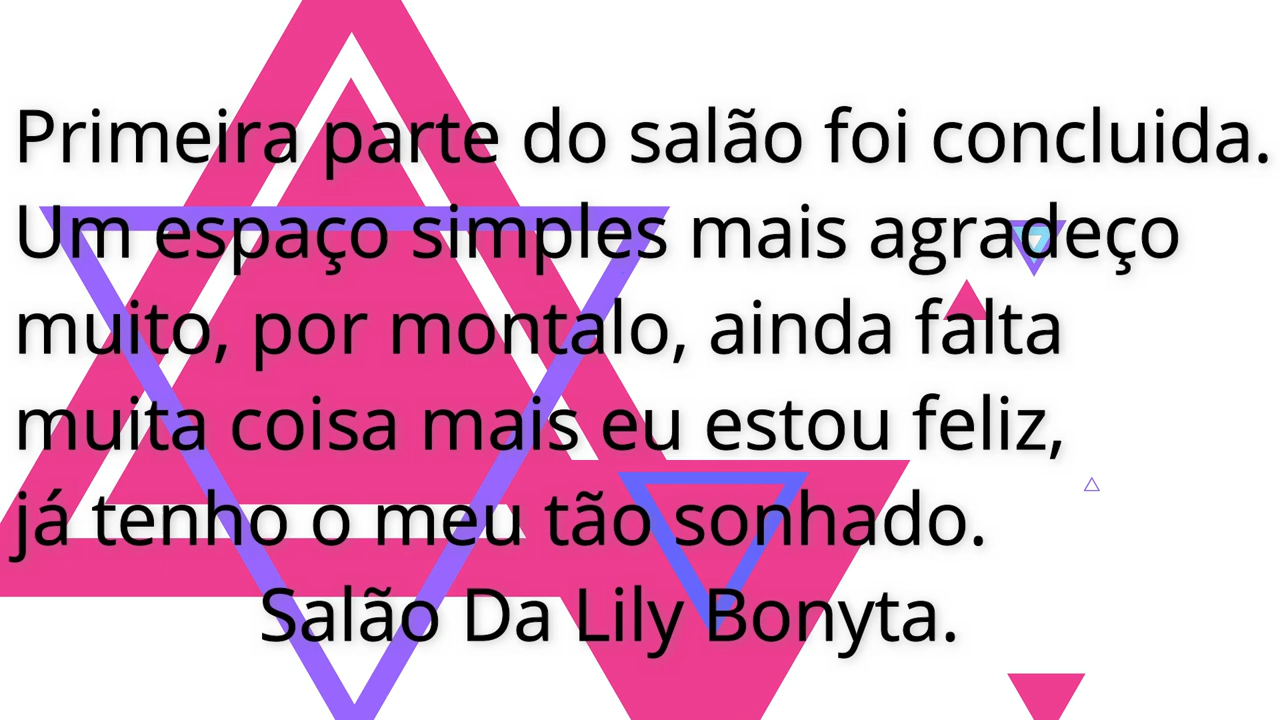 Primeira parte do salão foi concluida.
Um espaço simples mais agradeço
muito, por montalo, ainda falta
muita coisa mais eu estou feliz,
já tenho o meu tão sonhado.
Salão Da Lily Bonyta.